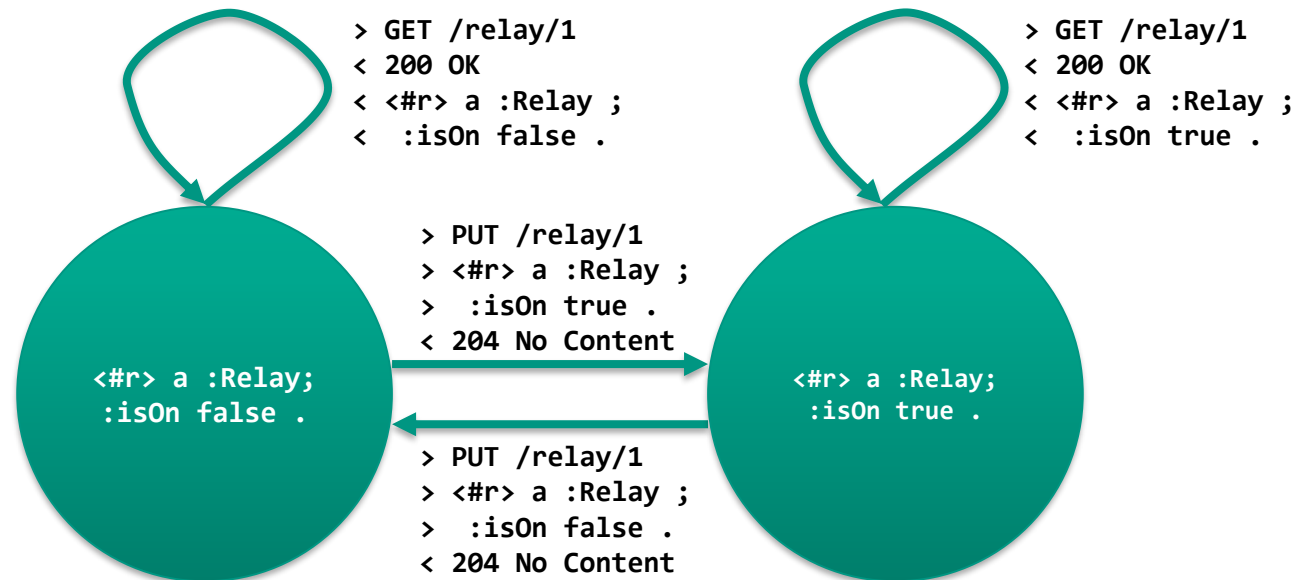 > GET /relay/1
< 200 OK
< <#r> a :Relay ;
<  :isOn false .
> GET /relay/1
< 200 OK
< <#r> a :Relay ;
<  :isOn true .
> PUT /relay/1
> <#r> a :Relay ;
>  :isOn true .
< 204 No Content
<#r> a :Relay;
:isOn false .
<#r> a :Relay;
:isOn true .
> PUT /relay/1
> <#r> a :Relay ;
>  :isOn false .
< 204 No Content